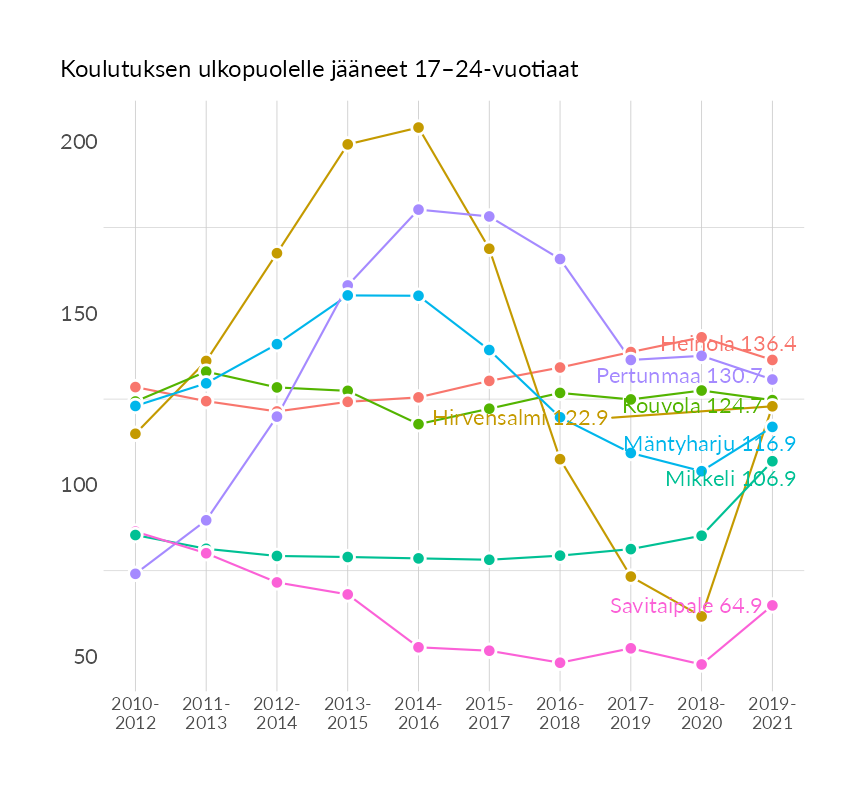 Koulutuksen ulkopuolelle jääneet 17–24-vuotiaat
200
150
100
50
Heinola 136.4
Pertunmaa 130.7
Kouvola 124.7
Hirvensalmi 122.9
Mäntyharju 116.9
Mikkeli 106.9
Savitaipale 64.9
2010- 2011- 2012- 2013- 2014- 2015- 2016- 2017- 2018- 2019-
2012 2013 2014 2015 2016 2017 2018 2019 2020 2021